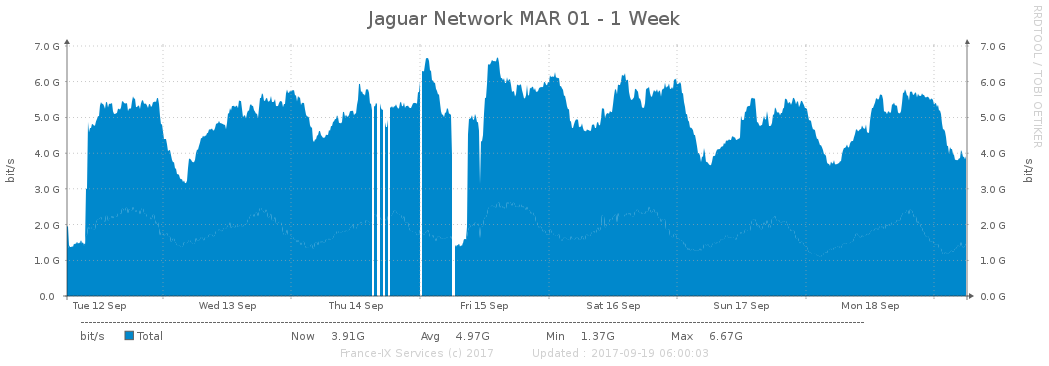 Jaguar Network MAR 01 - 1 Week
RRDTOOL / TOBI OETIKER
7.0 G 7.0 G
6.0 G 6.0 G
5.0 G 5.0 G
4.0 G 4.0 G
3.0 G 3.0 G
2.0 G 2.0 G
1.0 G 1.0 G
0.0 0.0 G
bit/s
bit/s
Tue 12 Sep Wed 13 Sep Thu 14 Sep Fri 15 Sep Sat 16 Sep Sun 17 Sep Mon 18 Sep
bit/s Total Now 3.91G Avg 4.97G Min 1.37G Max 6.67G
France-IX Services (c) 2017 Updated : 2017-09-19 06:00:03